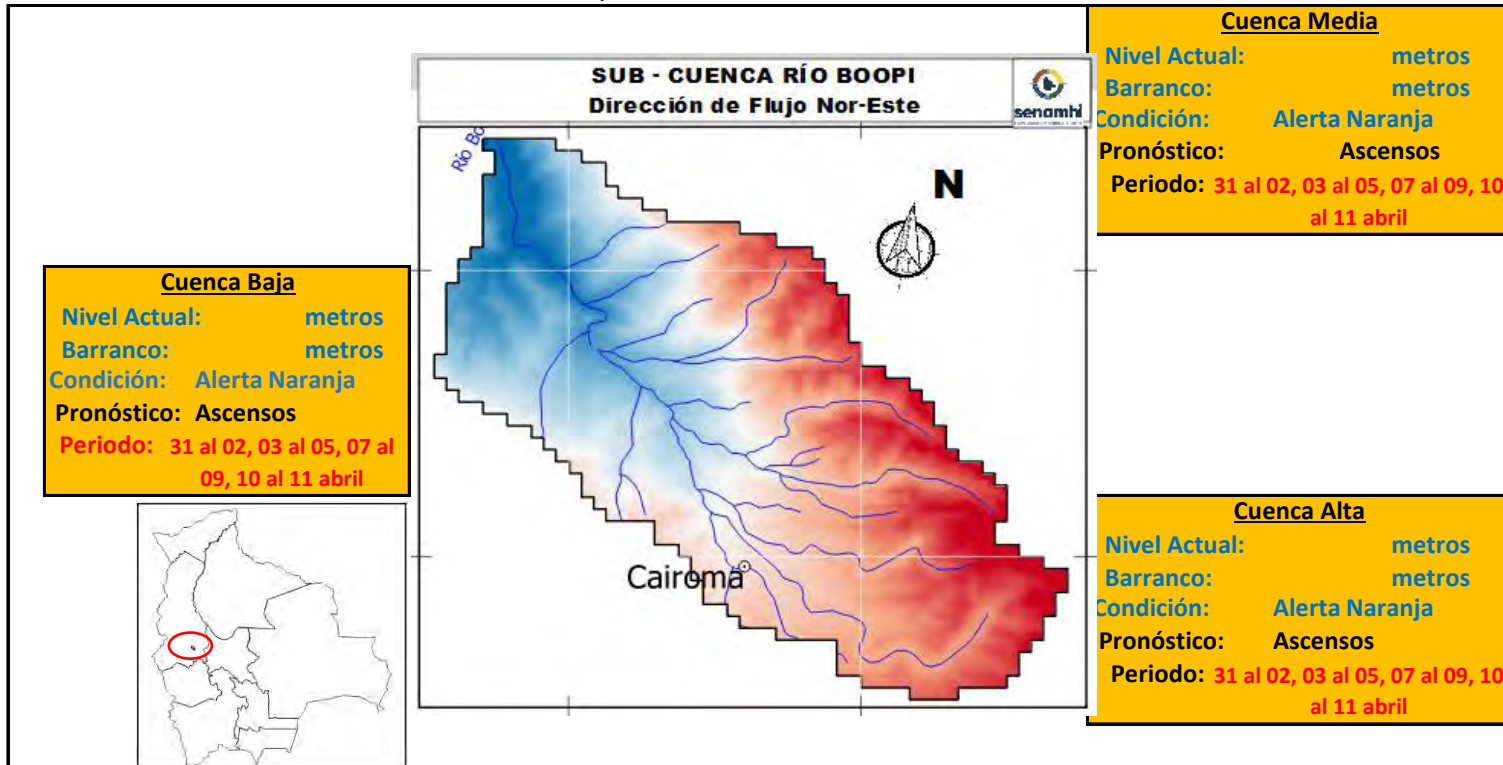 SUB - CUENCA RÍO BOOPI
Dirección de Flujo Nor-Este
senamhi
Río Bo
N
Cairoma
Cuenca Media
Nivel Actual: metros
Barranco: metros
Condición: Alerta Naranja
Pronóstico: Ascensos
Periodo: 31 al 02, 03 al 05, 07 al 09, 10
al 11 abril
Cuenca Baja
Nivel Actual: metros
Barranco: metros
Condición: Alerta Naranja
Pronóstico: Ascensos
Periodo: 31 al 02, 03 al 05, 07 al
09, 10 al 11 abril
Cuenca Alta
Nivel Actual: metros
Barranco: metros
Condición: Alerta Naranja
Pronóstico: Ascensos
Periodo: 31 al 02, 03 al 05, 07 al 09, 10
al 11 abril